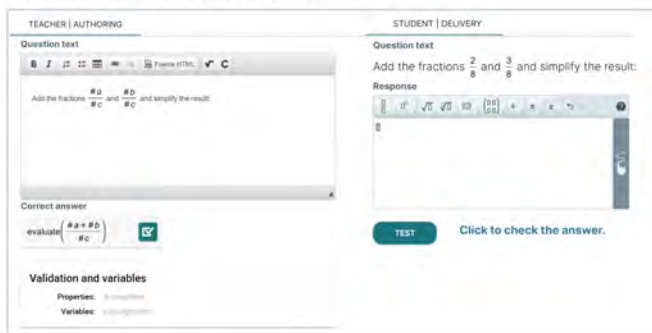 TEACHER | AUTHORING
Question text
B I Fuente HTML C
Add the fractions #a/#c and #b/#c and simplify the result:
Correct answer
evaluate(#a+#b/#c)
Validation and variables
Properties:
Variables:
STUDENT | DELIVERY
Question text
Add the fractions 2/8 and 3/8 and simplify the result:
Response
TEST Click to check the answer.